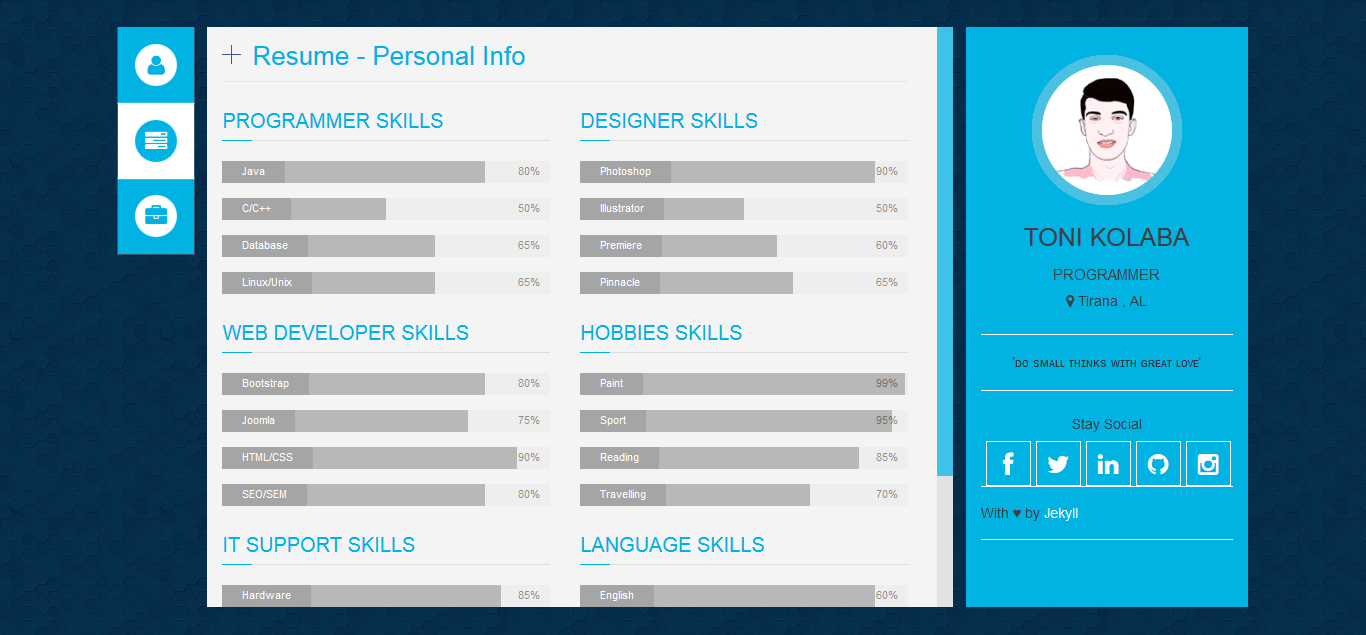 Resume - Personal Info
PROGRAMMER SKILLS
Java 80%
C/C++ 50%
Database 65%
Linux/Unix 65%
DESIGNER SKILLS
Photoshop 90%
Illustrator 50%
Premiere 60%
Pinnacle 65%
WEB DEVELOPER SKILLS
Bootstrap 80%
Joomla 75%
HTML/CSS 90%
SEO/SEM 80%
HOBBIES SKILLS
Paint 99%
Sport 95%
Reading 85%
Travelling 70%
IT SUPPORT SKILLS
Hardware 85%
LANGUAGE SKILLS
English 60%
TONI KOLABA
PROGRAMMER
Tirana , AL
'DO SMALL THINKS WITH GREAT LOVE'
Stay Social
With ♥ by Jekyll